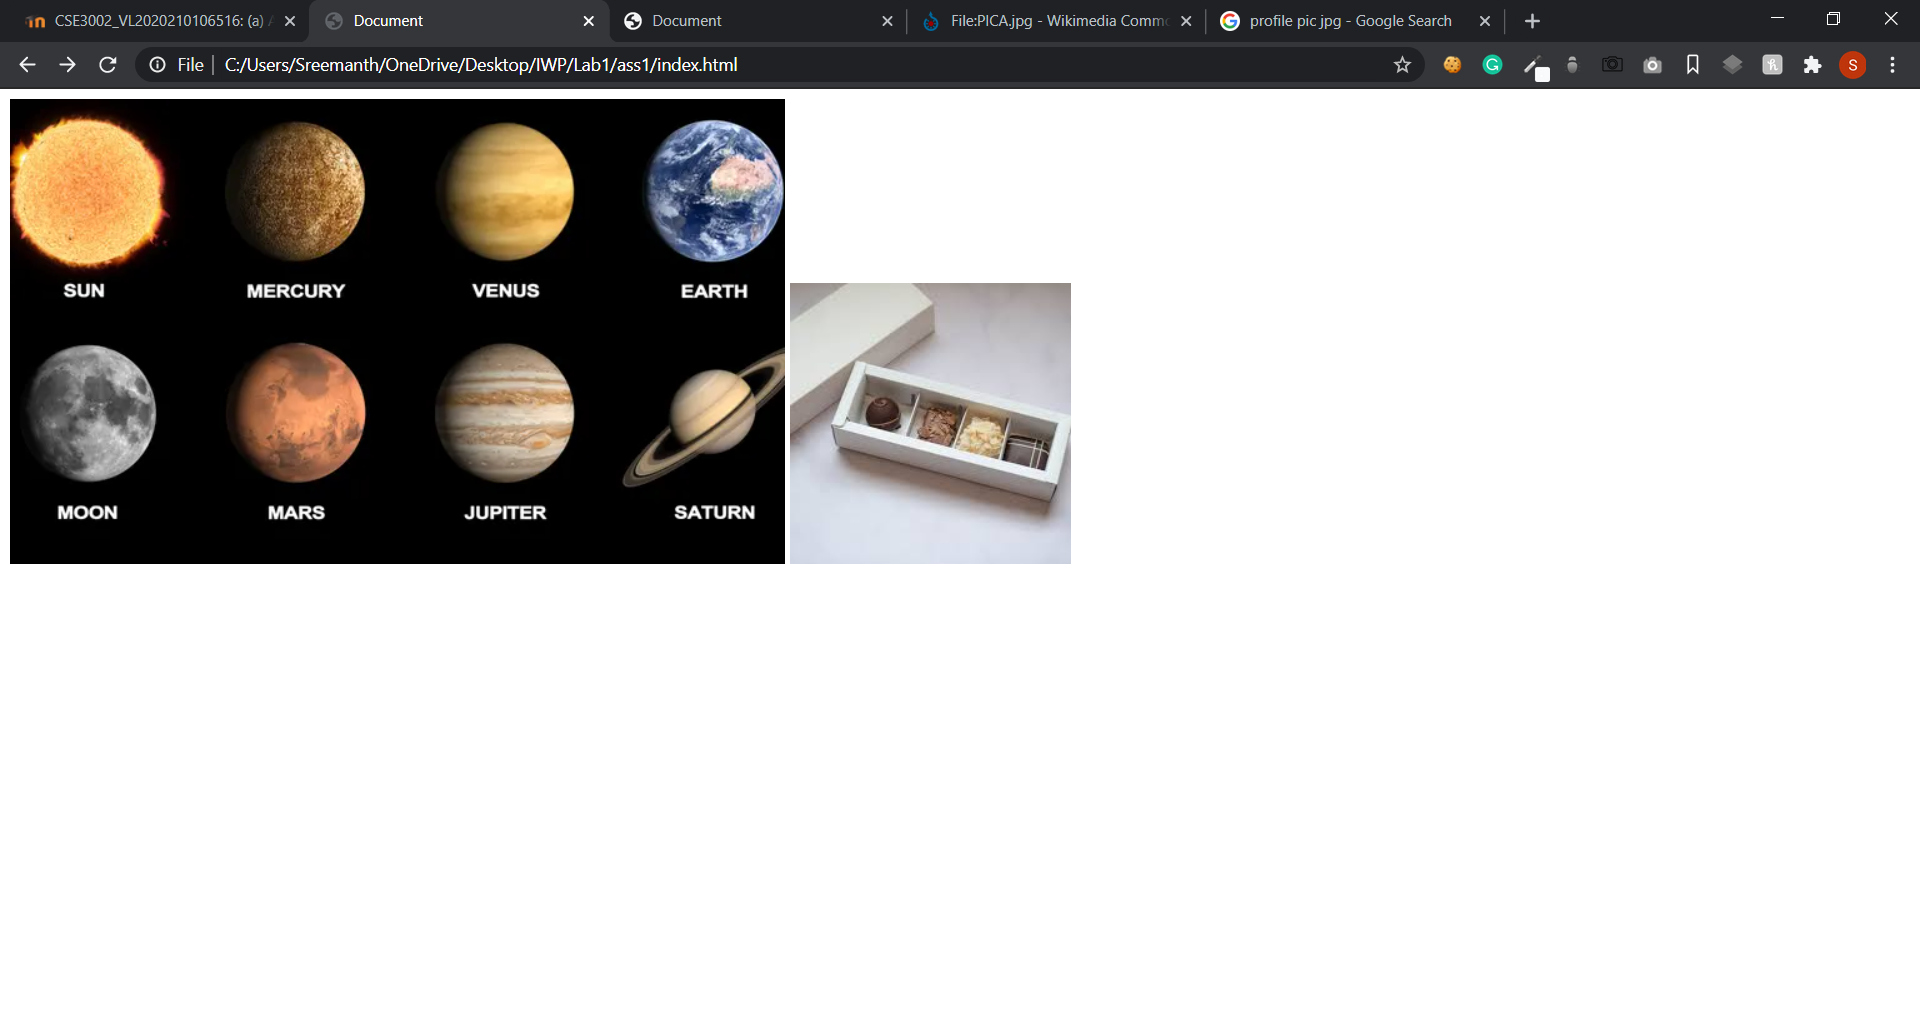 CSE3002_VL2020210106516: (a)
Document
Document
File:PICA.jpg - Wikimedia Comm
profile pic jpg - Google Search
File
C:/Users/Sreemanth/OneDrive/Desktop/IWP/Lab1/ass1/index.html
S
SUN MERCURY VENUS EARTH
MOON MARS JUPITER SATURN